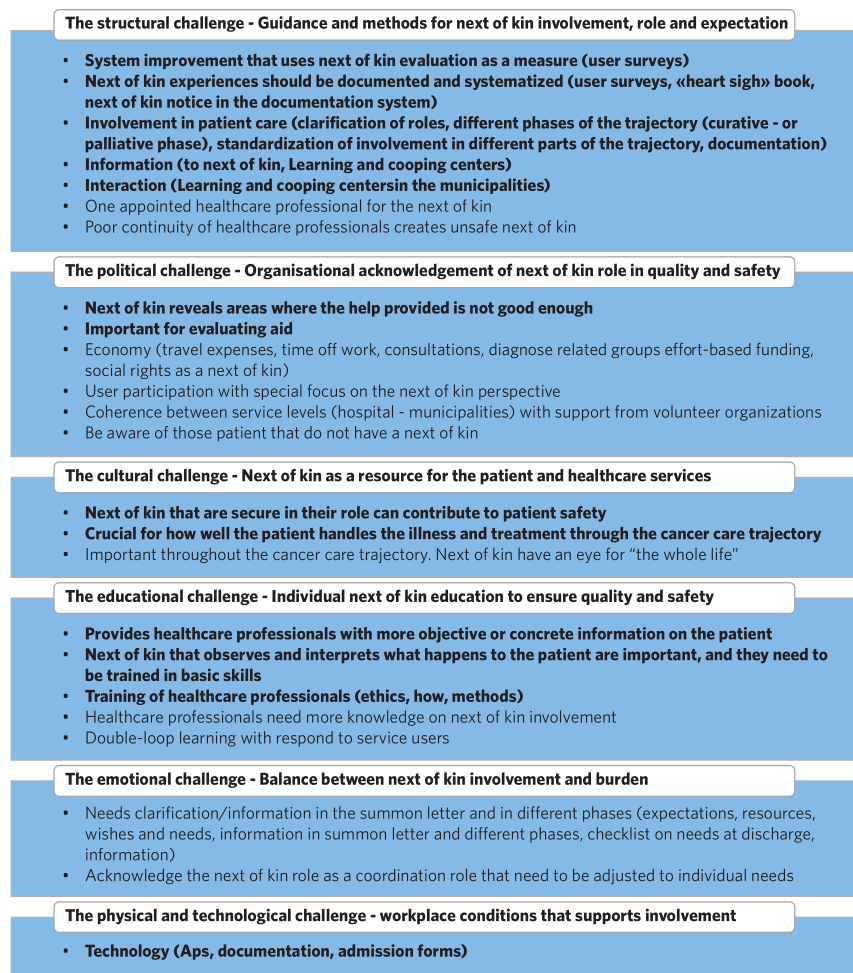 The structural challenge - Guidance and methods for next of kin involvement, role and expectation
• System improvement that uses next of kin evaluation as a measure (user surveys)
• Next of kin experiences should be documented and systematized (user surveys, «heart sigh» book,
next of kin notice in the documentation system)
• Involvement in patient care (clarification of roles, different phases of the trajectory (curative - or
palliative phase), standardization of involvement in different parts of the trajectory, documentation)
• Information (to next of kin, Learning and cooping centers)
• Interaction (Learning and cooping centersin the municipalities)
• One appointed healthcare professional for the next of kin
• Poor continuity of healthcare professionals creates unsafe next of kin
The political challenge - Organisational acknowledgement of next of kin role in quality and safety
• Next of kin reveals areas where the help provided is not good enough
• Important for evaluating aid
• Economy (travel expenses, time off work, consultations, diagnose related groups effort-based funding,
social rights as a next of kin)
• User participation with special focus on the next of kin perspective
• Coherence between service levels (hospital - municipalities) with support from volunteer organizations
• Be aware of those patient that do not have a next of kin
The cultural challenge - Next of kin as a resource for the patient and healthcare services
• Next of kin that are secure in their role can contribute to patient safety
• Crucial for how well the patient handles the illness and treatment through the cancer care trajectory
• Important throughout the cancer care trajectory. Next of kin have an eye for “the whole life”
The educational challenge - Individual next of kin education to ensure quality and safety
• Provides healthcare professionals with more objective or concrete information on the patient
• Next of kin that observes and interprets what happens to the patient are important, and they need to
be trained in basic skills
• Training of healthcare professionals (ethics, how, methods)
• Healthcare professionals need more knowledge on next of kin involvement
• Double-loop learning with respond to service users
The emotional challenge - Balance between next of kin involvement and burden
• Needs clarification/information in the summon letter and in different phases (expectations, resources,
wishes and needs, information in summon letter and different phases, checklist on needs at discharge,
information)
• Acknowledge the next of kin role as a coordination role that need to be adjusted to individual needs
The physical and technological challenge - workplace conditions that supports involvement
• Technology (Aps, documentation, admission forms)